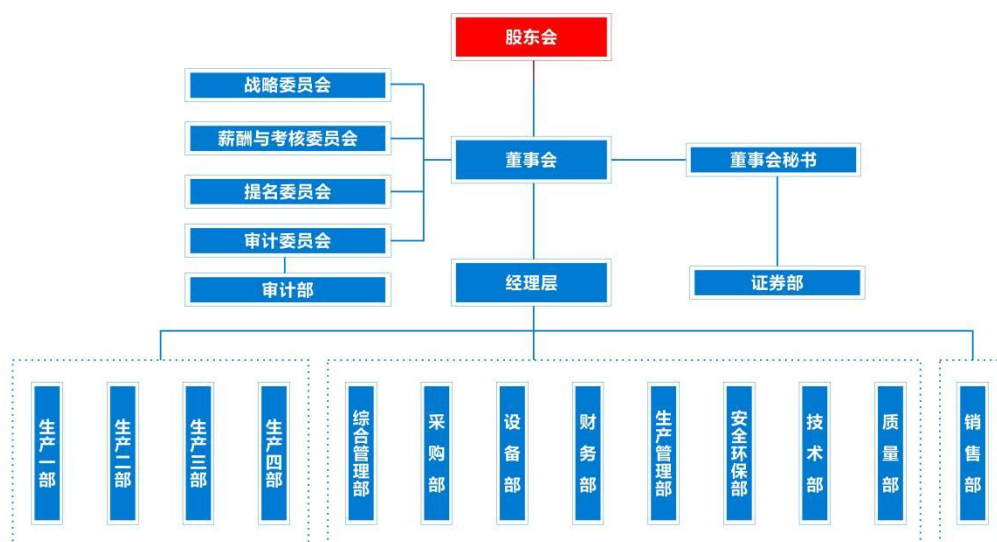 股东会
战略委员会
薪酬与考核委员会
董事会
董事会秘书
提名委员会
审计委员会
审计部
经理层
证券部
生产一部
生产二部
生产三部
生产四部
综合管理部
采购部
设备部
财务部
生产管理部
安全环保部
技术部
质量部
销售部